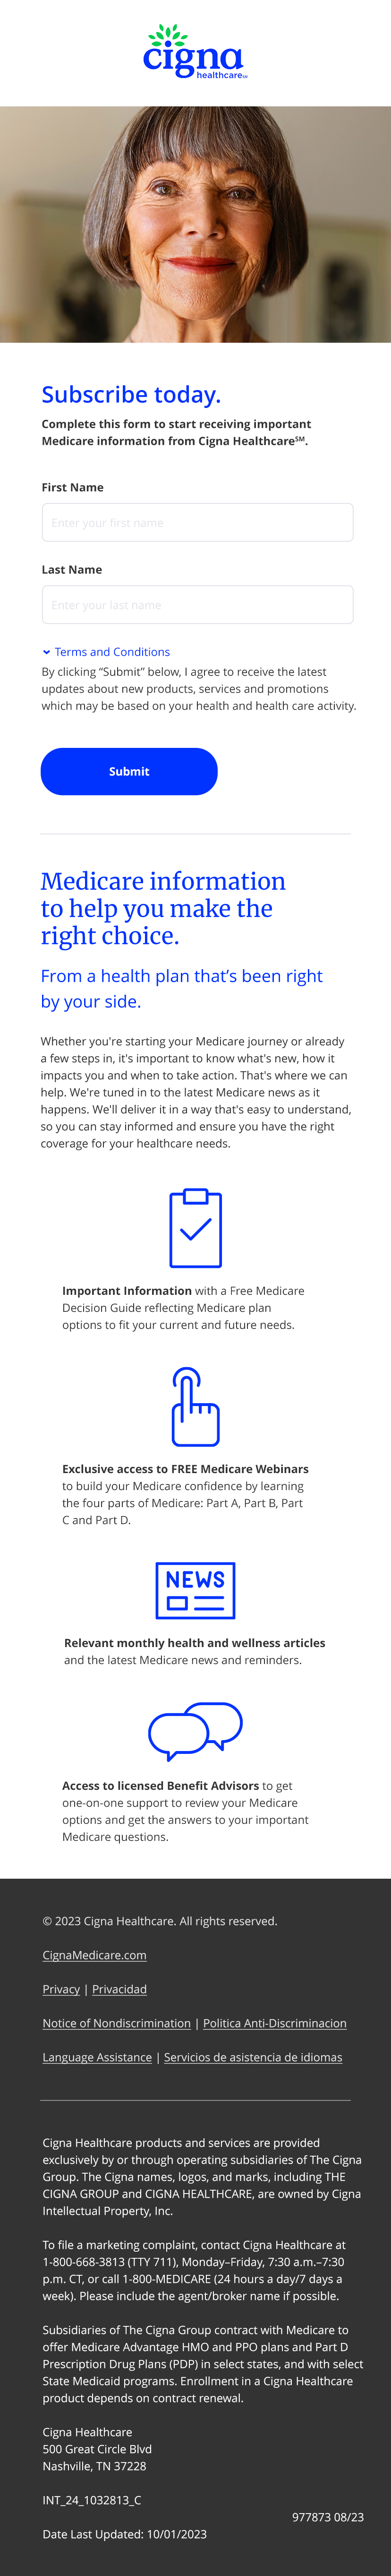 cigna
healthcare℠
Subscribe today.
Complete this form to start receiving important
Medicare information from Cigna Healthcare℠.
First Name
Enter your first name
Last Name
Enter your last name
Terms and Conditions
By clicking “Submit” below, I agree to receive the latest
updates about new products, services and promotions
which may be based on your health and health care activity.
Submit
Medicare information
to help you make the
right choice.
From a health plan that’s been right
by your side.
Whether you're starting your Medicare journey or already
a few steps in, it's important to know what's new, how it
impacts you and when to take action. That's where we can
help. We're tuned in to the latest Medicare news as it
happens. We'll deliver it in a way that's easy to understand,
so you can stay informed and ensure you have the right
coverage for your healthcare needs.
Important Information with a Free Medicare
Decision Guide reflecting Medicare plan
options to fit your current and future needs.
Exclusive access to FREE Medicare Webinars
to build your Medicare confidence by learning
the four parts of Medicare: Part A, Part B, Part
C and Part D.
NEWS
Relevant monthly health and wellness articles
and the latest Medicare news and reminders.
Access to licensed Benefit Advisors to get
one-on-one support to review your Medicare
options and get the answers to your important
Medicare questions.
© 2023 Cigna Healthcare. All rights reserved.
CignaMedicare.com
Privacy | Privacidad
Notice of Nondiscrimination | Politica Anti-Discriminacion
Language Assistance | Servicios de asistencia de idiomas
Cigna Healthcare products and services are provided
exclusively by or through operating subsidiaries of The Cigna
Group. The Cigna names, logos, and marks, including THE
CIGNA GROUP and CIGNA HEALTHCARE, are owned by Cigna
Intellectual Property, Inc.
To file a marketing complaint, contact Cigna Healthcare at
1-800-668-3813 (TTY 711), Monday–Friday, 7:30 a.m.–7:30
p.m. CT, or call 1-800-MEDICARE (24 hours a day/7 days a
week). Please include the agent/broker name if possible.
Subsidiaries of The Cigna Group contract with Medicare to
offer Medicare Advantage HMO and PPO plans and Part D
Prescription Drug Plans (PDP) in select states, and with select
State Medicaid programs. Enrollment in a Cigna Healthcare
product depends on contract renewal.
Cigna Healthcare
500 Great Circle Blvd
Nashville, TN 37228
INT_24_1032813_C
977873 08/23
Date Last Updated: 10/01/2023